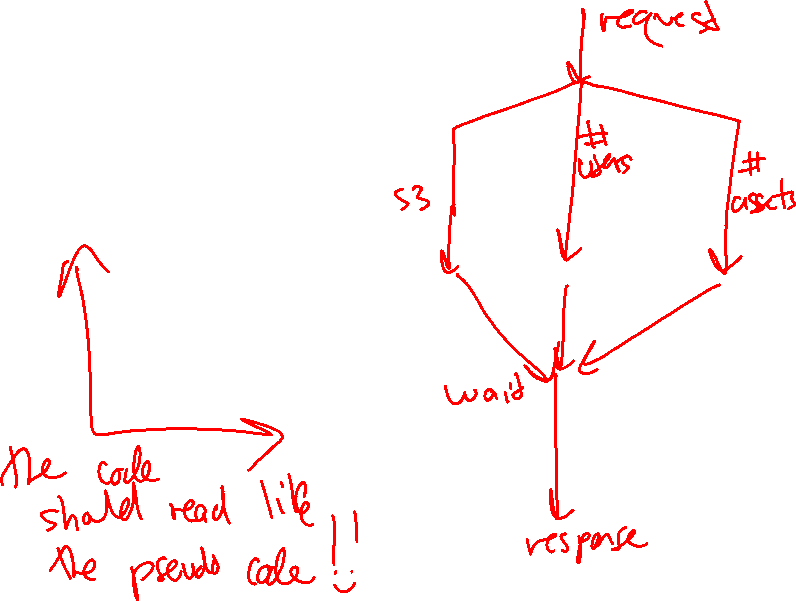 request
#
users
#
assets
S3
wait
response
the code
should read like
the pseudo code!!